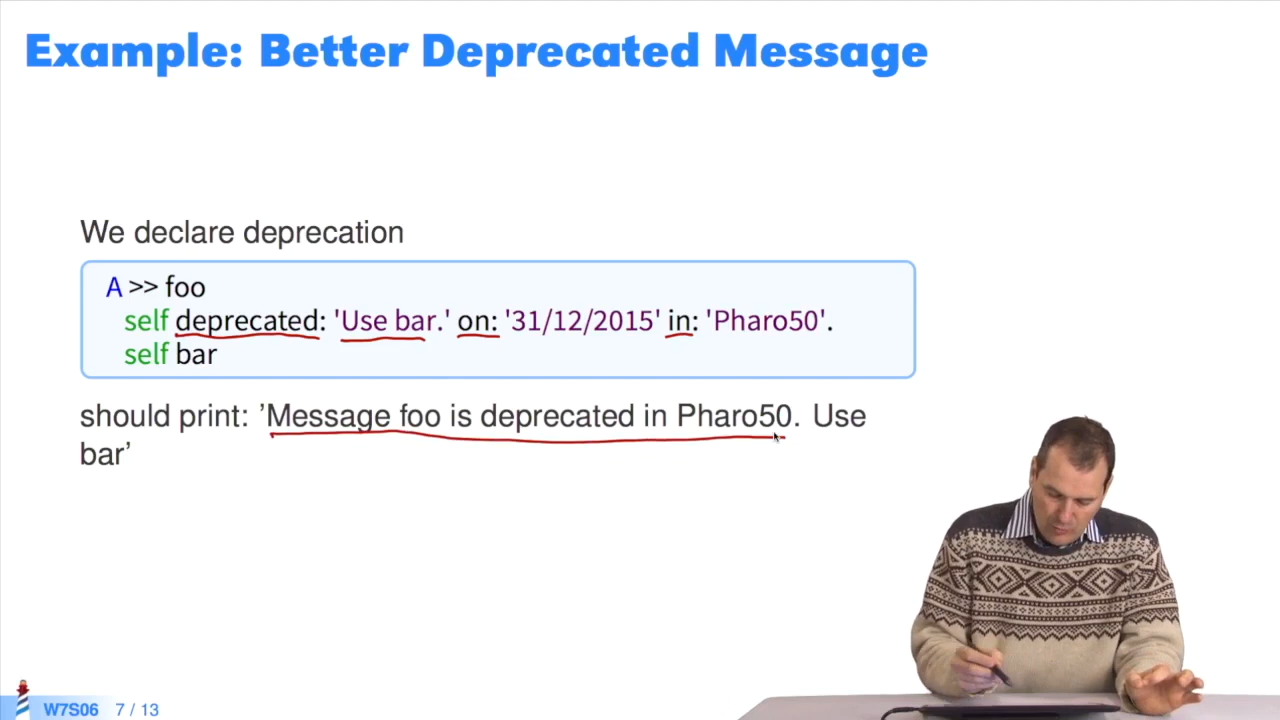 Example: Better Deprecated Message
We declare deprecation
A >> foo
self deprecated: 'Use bar.' on: '31/12/2015' in: 'Pharo50'.
self bar
should print: ’Message foo is deprecated in Pharo50. Use
bar’
W7S06 7 / 13